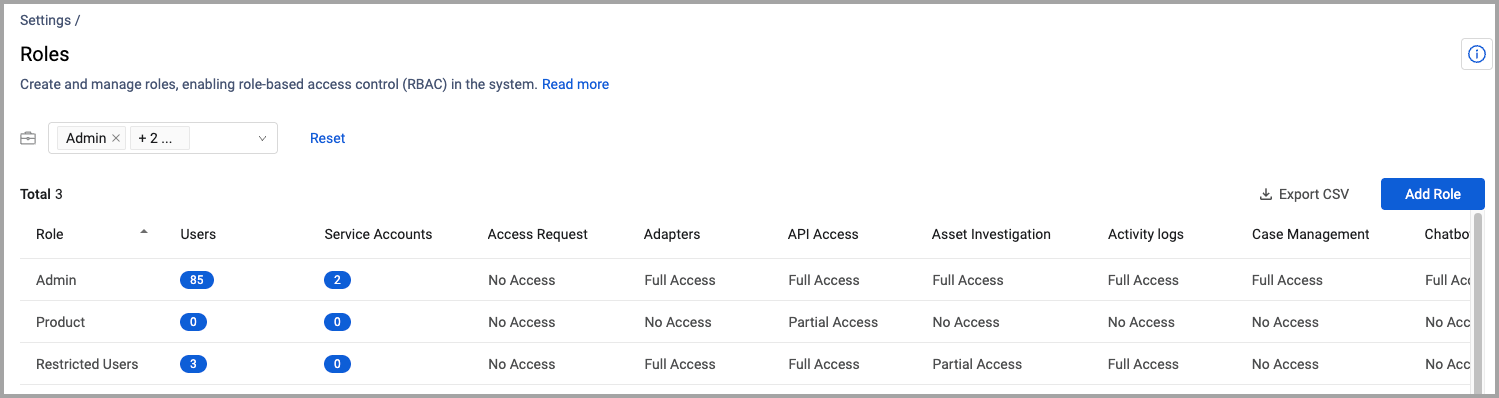 Settings /
Roles
Create and manage roles, enabling role-based access control (RBAC) in the system. Read more
Admin + 2 ... Reset
Total 3 Export CSV Add Role
Role Users Service Accounts Access Request Adapters API Access Asset Investigation Activity logs Case Management Chatbo
Admin 85 2 No Access Full Access Full Access Full Access Full Access Full Access Full Acc
Product 0 0 No Access No Access Partial Access No Access No Access No Access No Acc
Restricted Users 3 0 No Access Full Access Full Access Partial Access Full Access No Access No Acc